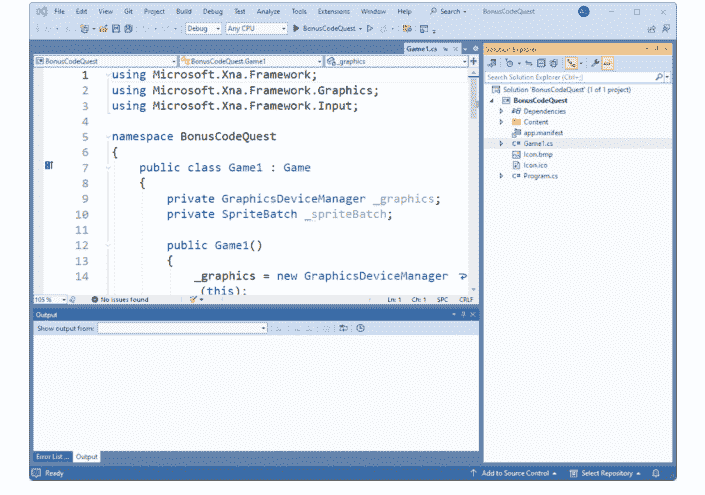 File Edit View Git Project Build Debug Test Analyze Tools Extensions Window Help Search BonusCodeQuest
Debug Any CPU BonusCodeQuest
Game1.cs
BonusCodeQuest BonusCodeQuest.Game1 _graphics
1 using Microsoft.Xna.Framework;
2 using Microsoft.Xna.Framework.Graphics;
3 using Microsoft.Xna.Framework.Input;
4
5 namespace BonusCodeQuest
6 {
7 public class Game1 : Game
8 {
9 private GraphicsDeviceManager _graphics;
10 private SpriteBatch _spriteBatch;
11
12 public Game1()
13 {
14 _graphics = new GraphicsDeviceManager
(this);
105 % No issues found Ln: 1 Ch: 1 SPC CRLF
Output
Show output from:
Error List ... Output
Solution Explorer
Search Solution Explorer (Ctrl+;)
Solution 'BonusCodeQuest' (1 of 1 project)
BonusCodeQuest
Dependencies
Content
app.manifest
C# Game1.cs
Icon.bmp
Icon.ico
C# Program.cs
Ready Add to Source Control Select Repository